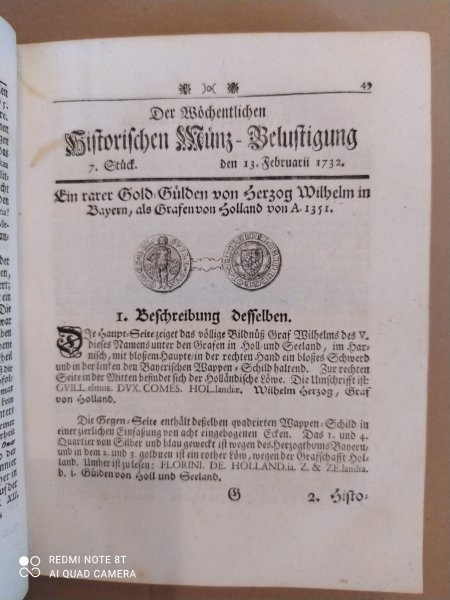 49
Der Wöchentlichen
Historischen Münz-Belustigung
7. Stück. den 13. Februarii 1732.
Ein rarer Gold-Gülden von Herzog Wilhelm in
Bayern, als Grafen von Holland von A. 1351.
1. Beschreibung desselben.
Die Haupt-Seite zeiget das völlige Bildnüß Graf Wilhelms des V.
dieses Namens unter den Grafen in Holl und Seeland, im Har-
nisch, mit blossem Haupte/in der rechten Hand ein blosses Schwerd
und in der lincken den Bayerischen Wappen-Schild haltend. Zur rechten
Seite in der Mitten befindet sich der Holländische Löwe. Die Umschrifft ist:
GVILL.elmus. DVX. COMES. HOL.landiæ. Wilhelm Herzog, Graf
von Holland.
Die Gegen-Seite enthält deßelben quadrirten Wappen-Schild in
einer zierlichen Einfaßung von acht eingebogenen Ecken. Das 1. und 4.
Quartier von Silber und blau geweckt ist wegen des Herzogthums Bayern,
und in dem 2. und 3. goldnen ist ein rother Löw, wegen der Grafschafft Hol-
land. Umher ist zu lesen: FLORINI. DE. HOLLAND.ia. Z. & ZE.landia.
d. i. Gülden von Holl und Seeland.
G 2. Histo-
REDMI NOTE 8T
AI QUAD CAMERA